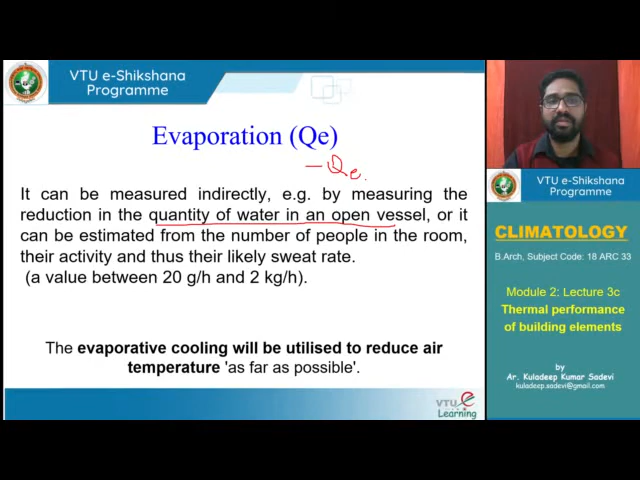 VTU e-Shikshana
Programme
Evaporation (Qe)
– Qe.
It can be measured indirectly, e.g. by measuring the
reduction in the quantity of water in an open vessel, or it
can be estimated from the number of people in the room,
their activity and thus their likely sweat rate.
(a value between 20 g/h and 2 kg/h).
The evaporative cooling will be utilised to reduce air
temperature 'as far as possible'.
VTU e
Learning
VTU e-Shikshana
Programme
CLIMATOLOGY
B.Arch, Subject Code: 18 ARC 33
Module 2; Lecture 3c
Thermal performance
of building elements
by
Ar. Kuladeep Kumar Sadevi
kuladeep.sadevi@gmail.com